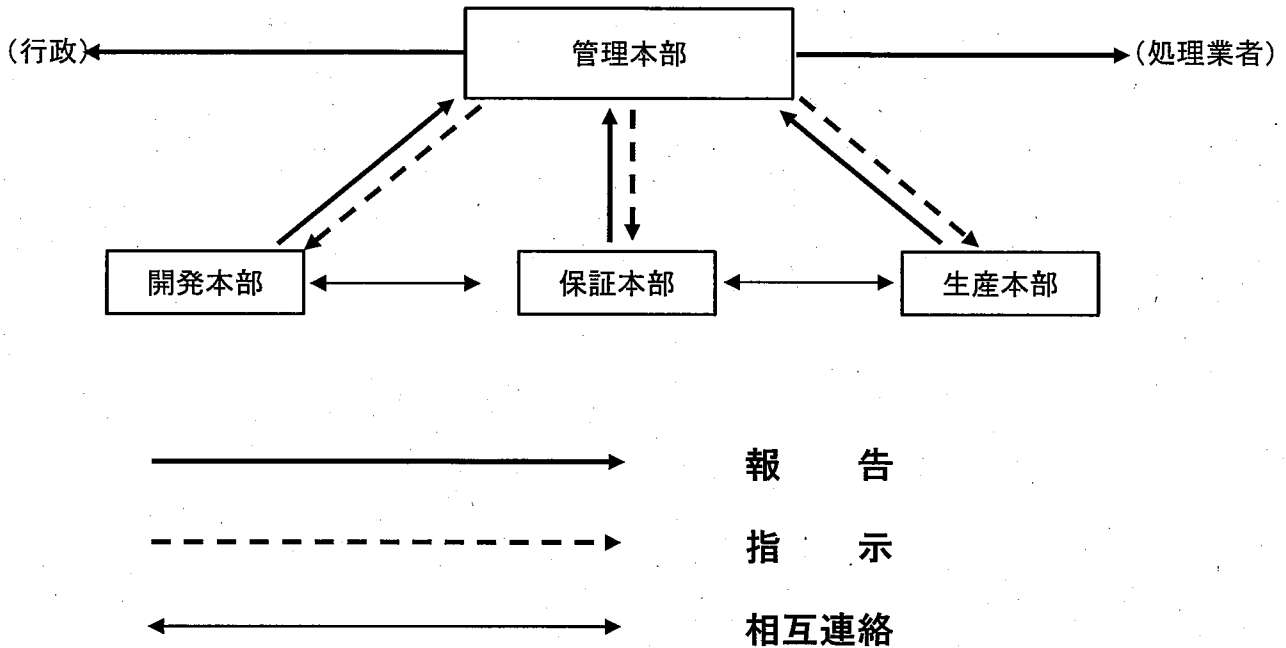 (行政)
管理本部
(処理業者)
開発本部
保証本部
生産本部
報 告
指 示
相互連絡